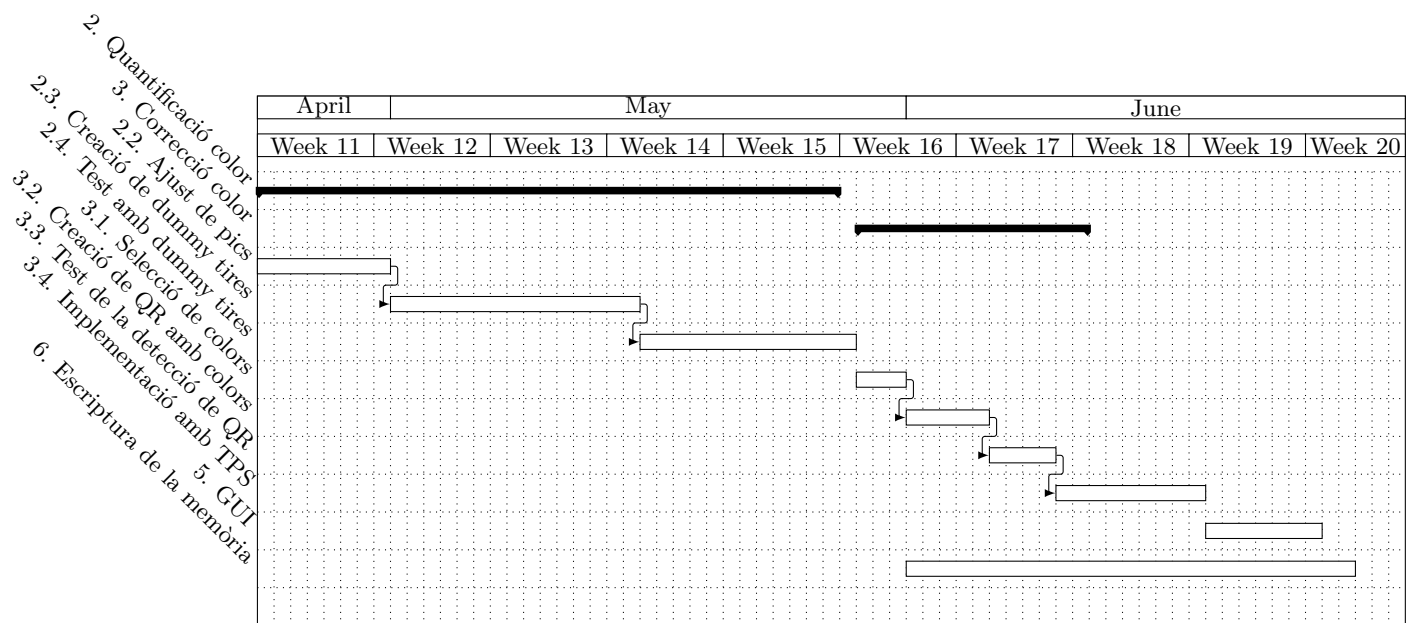 April May June
Week 11 Week 12 Week 13 Week 14 Week 15 Week 16 Week 17 Week 18 Week 19 Week 20
2. Quantificació color
3. Correcció color
2.2. Ajust de pics
2.3. Creació de dummy tires
2.4. Test amb dummy tires
3.1. Selecció de colors
3.2. Creació de QR amb colors
3.3. Test de la detecció de QR
3.4. Implementació amb TPS
5. GUI
6. Escriptura de la memòria